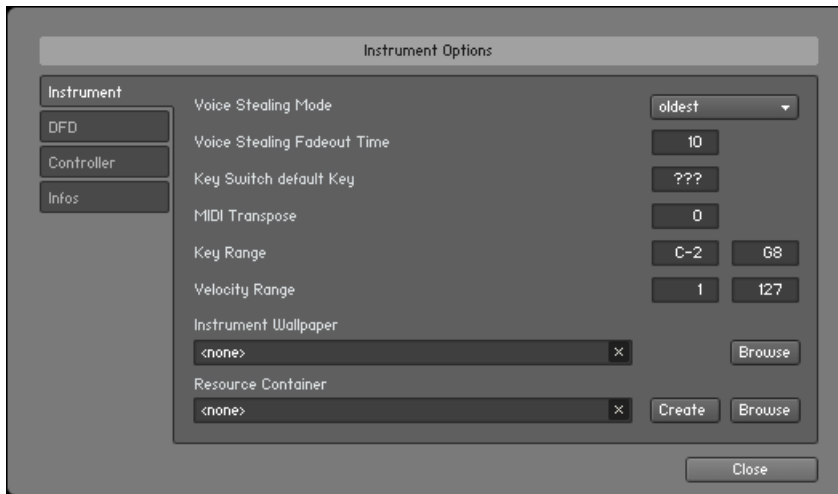 Instrument Options
Instrument
DFD
Controller
Infos
Voice Stealing Mode oldest
Voice Stealing Fadeout Time 10
Key Switch default Key ???
MIDI Transpose 0
Key Range C-2 G8
Velocity Range 1 127
Instrument Wallpaper
<none> × Browse
Resource Container
<none> × Create Browse
Close